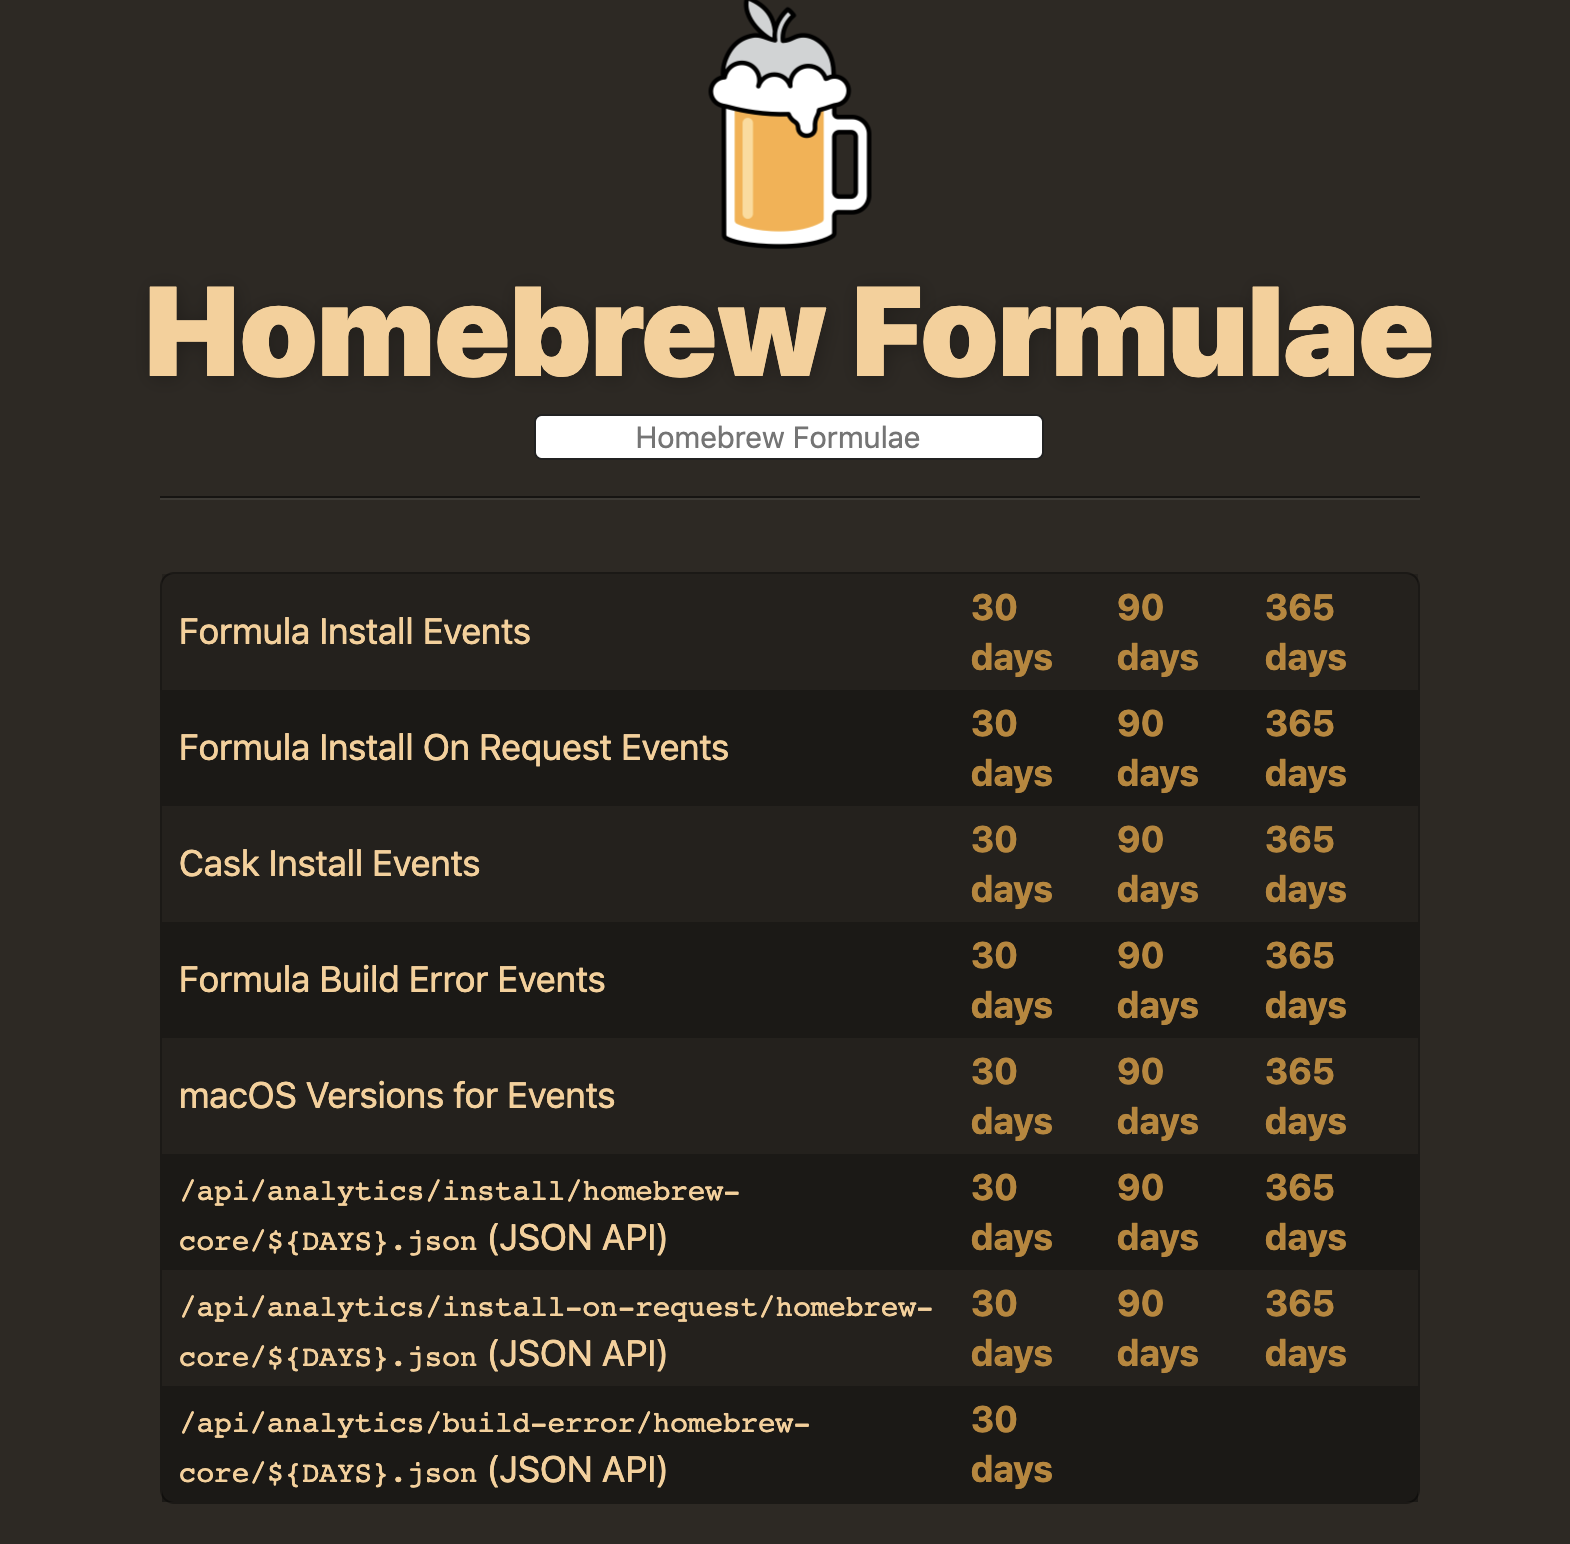 Homebrew Formulae
Homebrew Formulae
Formula Install Events 30 days 90 days 365 days
Formula Install On Request Events 30 days 90 days 365 days
Cask Install Events 30 days 90 days 365 days
Formula Build Error Events 30 days 90 days 365 days
macOS Versions for Events 30 days 90 days 365 days
/api/analytics/install/homebrew- 30 90 365
core/${DAYS}.json (JSON API) days days days
/api/analytics/install-on-request/homebrew- 30 90 365
core/${DAYS}.json (JSON API) days days days
/api/analytics/build-error/homebrew- 30
core/${DAYS}.json (JSON API) days